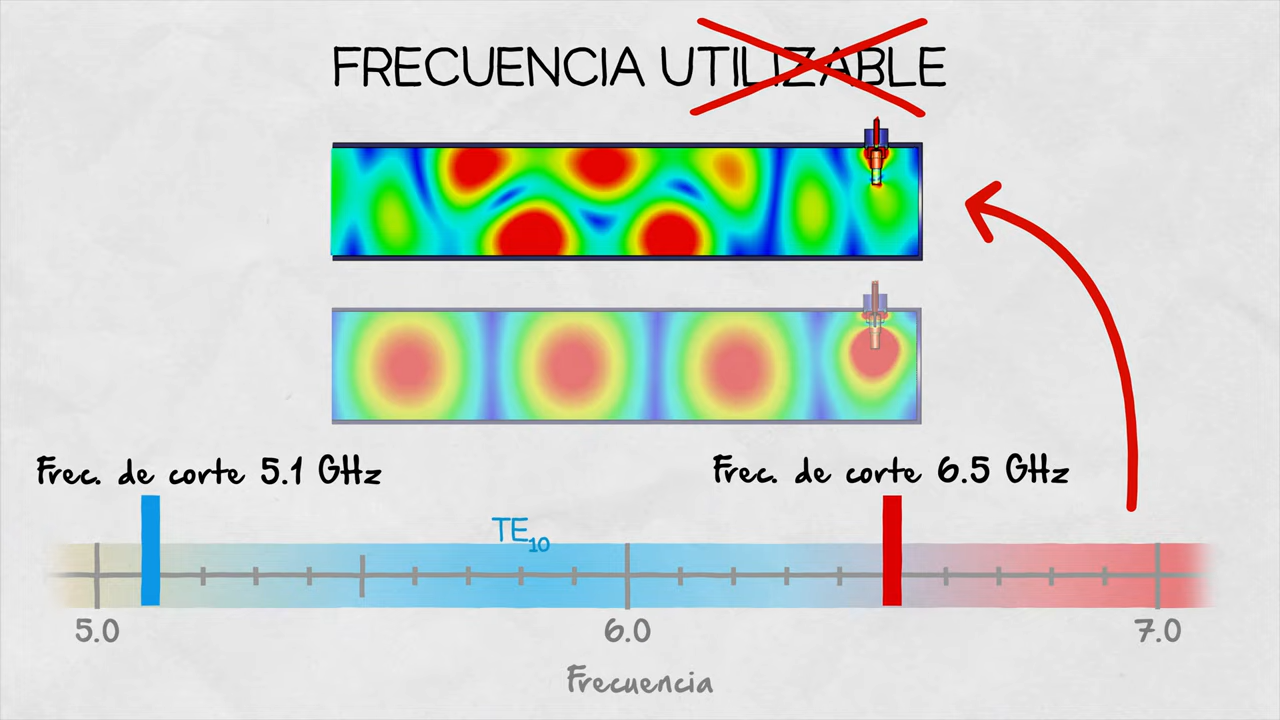 FRECUENCIA UTILIZABLE
Frec. de corte 5.1 GHz
Frec. de corte 6.5 GHz
TE10
5.0
6.0
7.0
Frecuencia